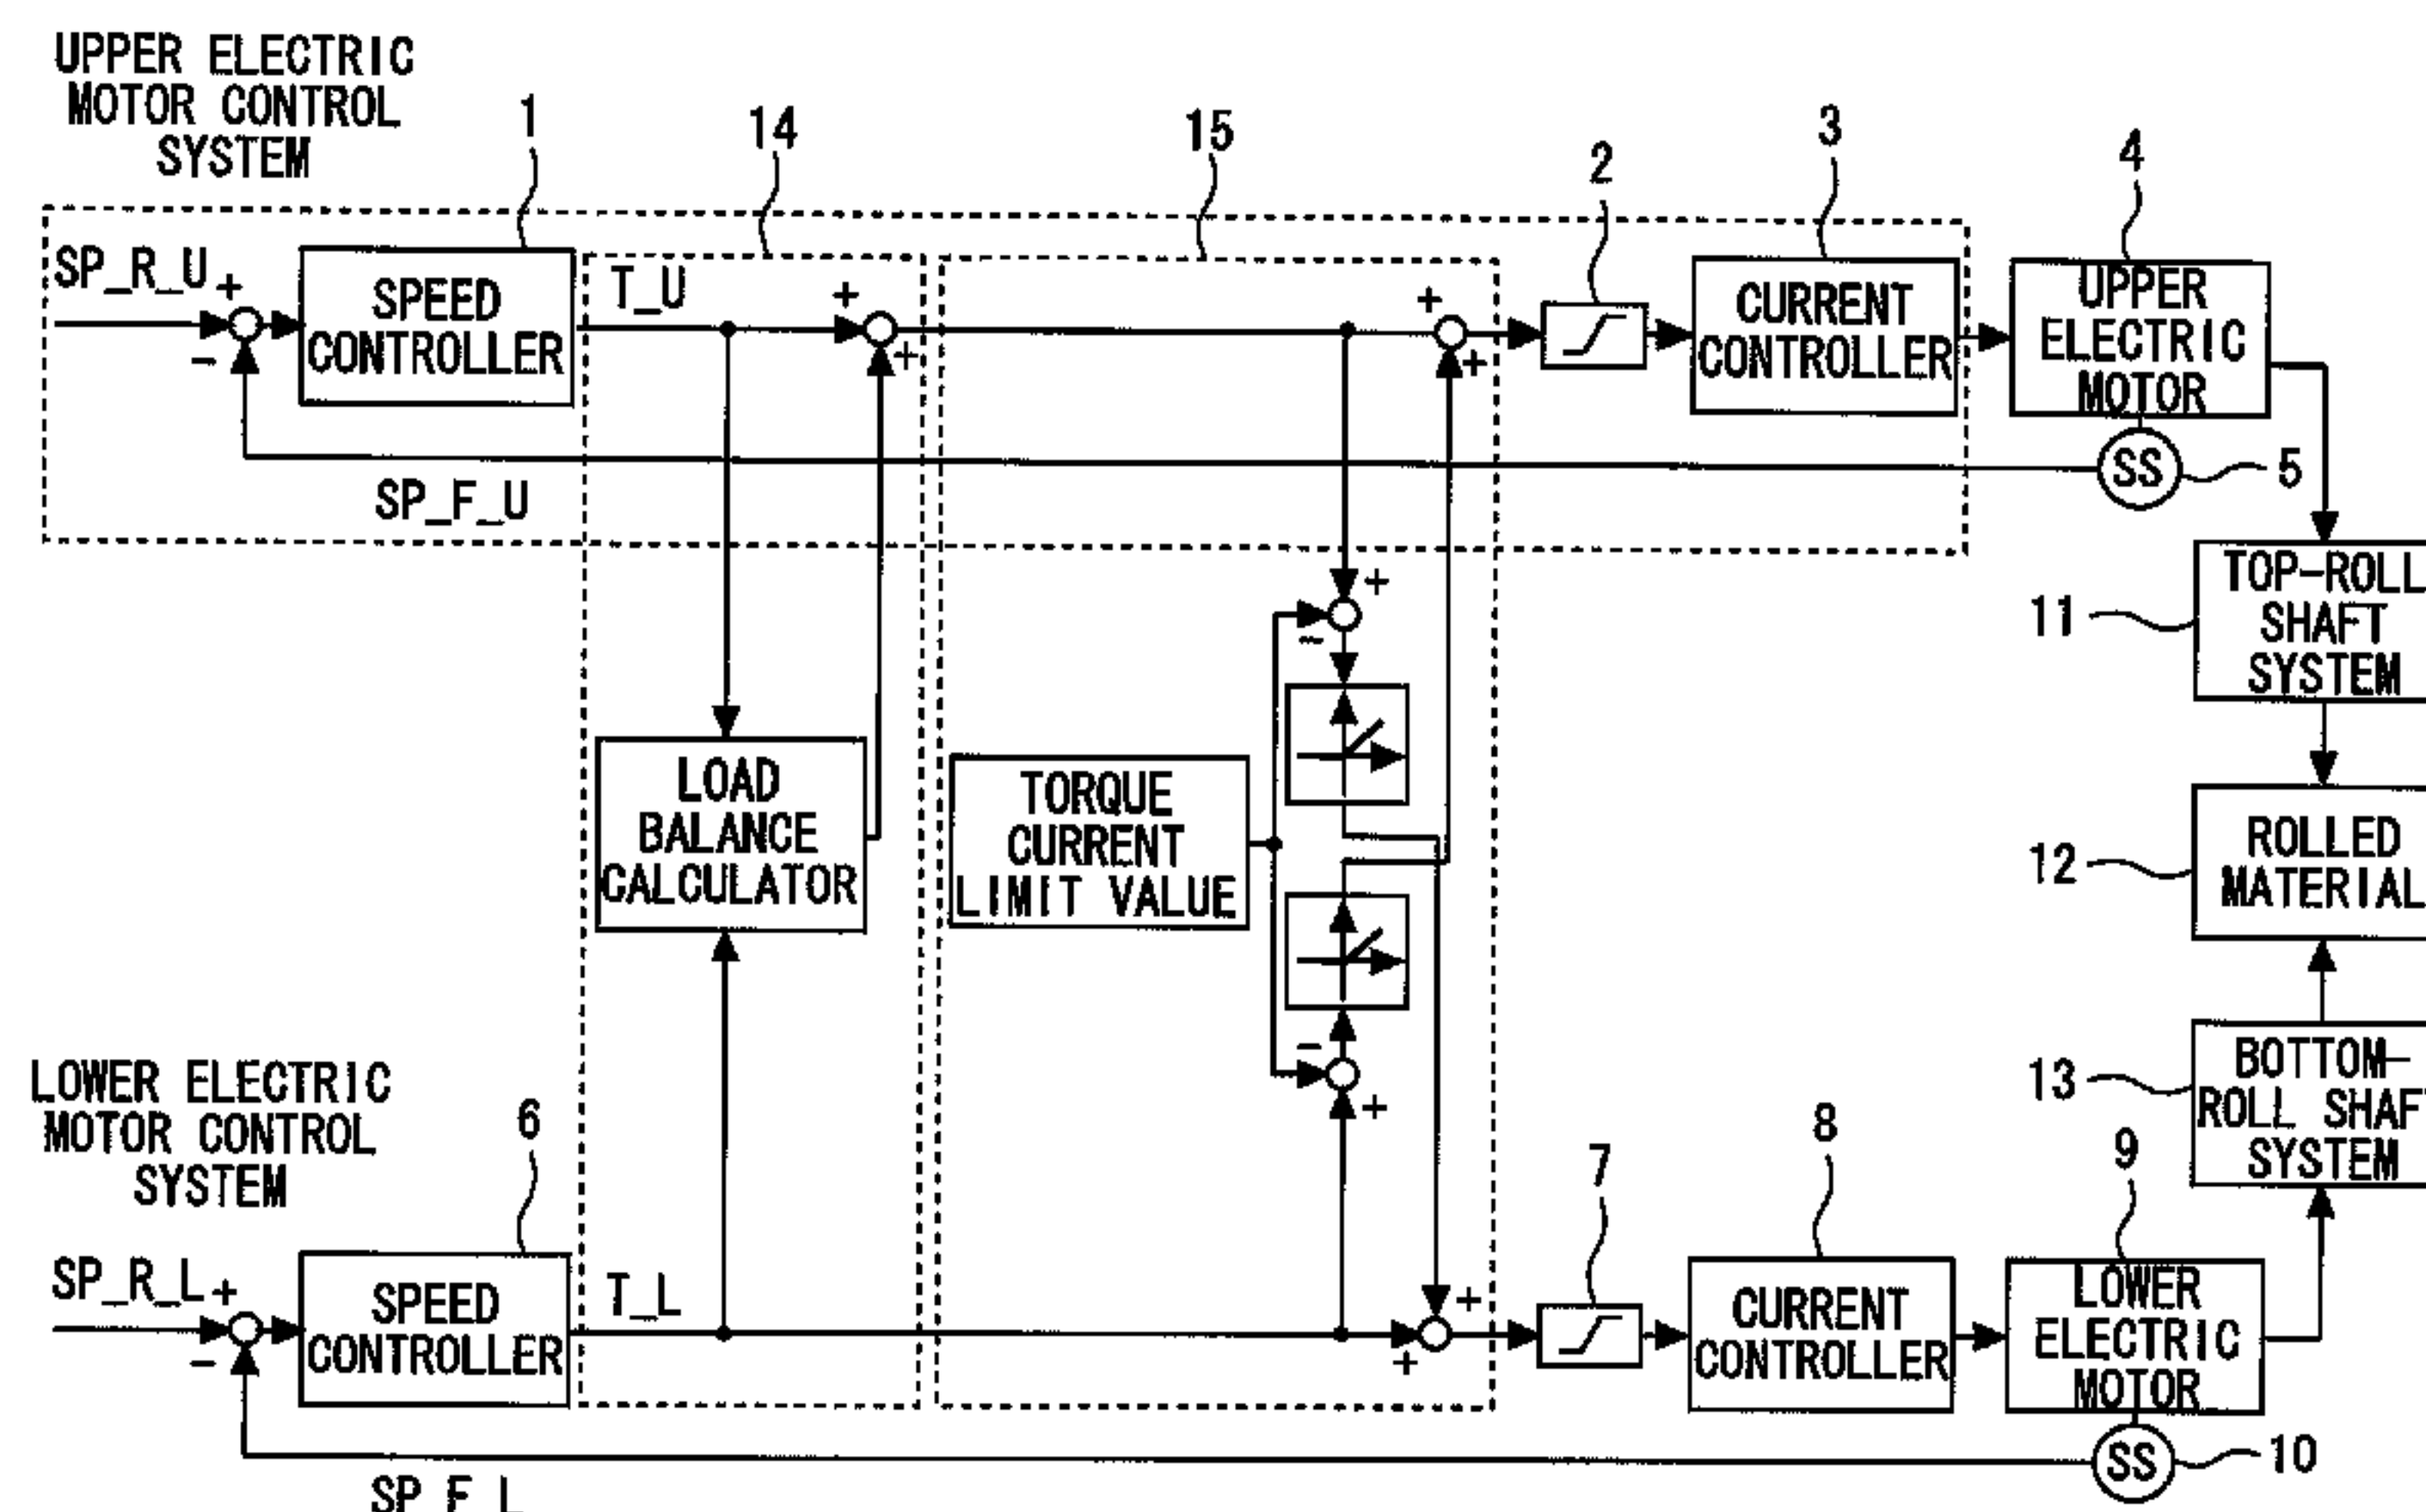 UPPER ELECTRIC
MOTOR CONTROL
SYSTEM
1
14
15
2
3
4
SP_R_U
+
-
SPEED
CONTROLLER
T_U
+
+
+
+
CURRENT
CONTROLLER
UPPER
ELECTRIC
MOTOR
SS
5
SP_F_U
+
-
11
TOP-ROLL
SHAFT
SYSTEM
LOAD
BALANCE
CALCULATOR
TORQUE
CURRENT
LIMIT VALUE
12
ROLLED
MATERIAL
-
+
13
BOTTOM-
ROLL SHAFT
SYSTEM
LOWER ELECTRIC
MOTOR CONTROL
SYSTEM
6
7
8
9
SP_R_L
+
-
SPEED
CONTROLLER
T_L
+
+
CURRENT
CONTROLLER
LOWER
ELECTRIC
MOTOR
SS
10
SP_F_L